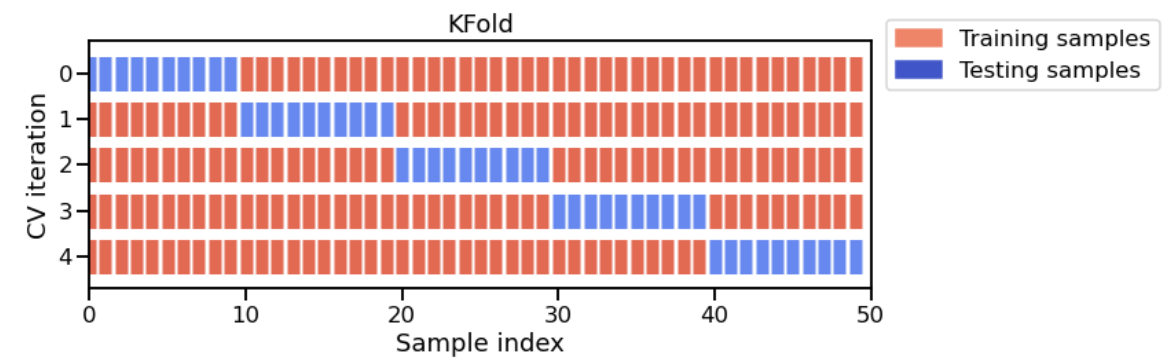 KFold
Training samples
Testing samples
CV iteration
0
1
2
3
4
0 10 20 30 40 50
Sample index